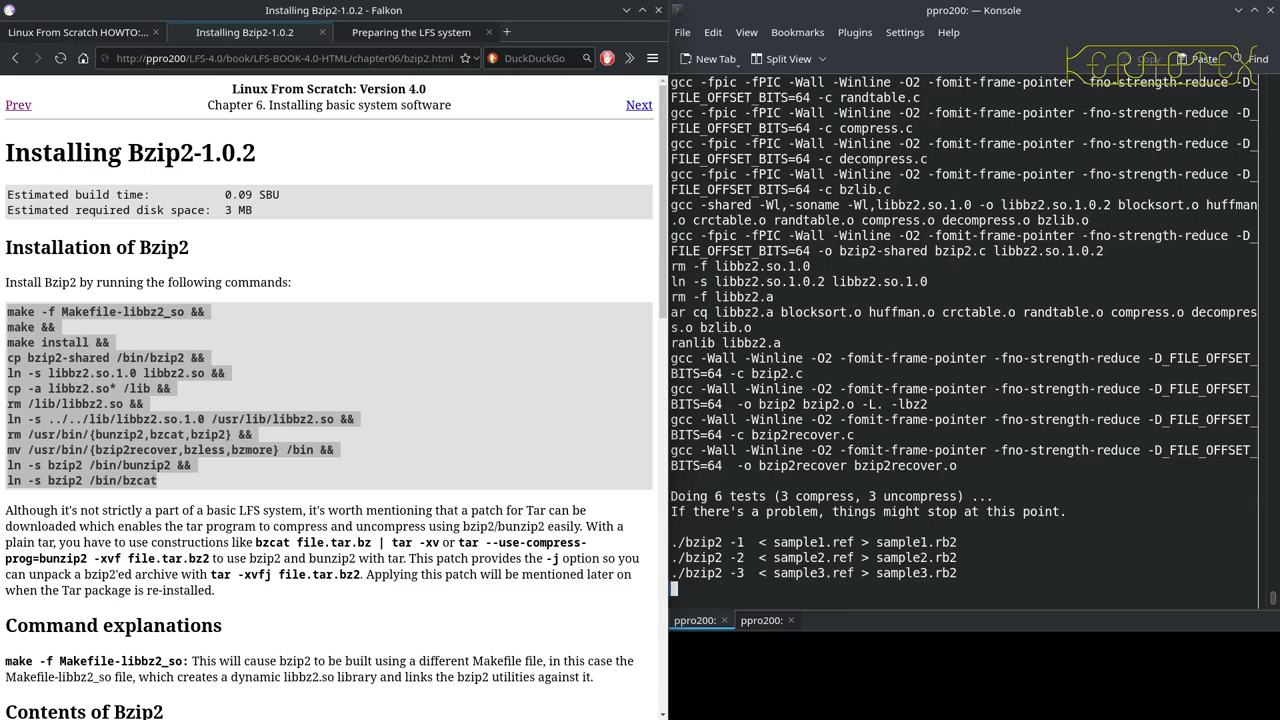 Installing Bzip2-1.0.2 - Falkon
Linux From Scratch HOWTO:...
Installing Bzip2-1.0.2
Preparing the LFS system
http://ppro200/LFS-4.0/book/LFS-BOOK-4.0-HTML/chapter06/bzip2.html
DuckDuckGo
Linux From Scratch: Version 4.0
Prev
Chapter 6. Installing basic system software
Next
Installing Bzip2-1.0.2
Estimated build time: 0.09 SBU
Estimated required disk space: 3 MB
Installation of Bzip2
Install Bzip2 by running the following commands:
make -f Makefile-libbz2_so &&
make &&
make install &&
cp bzip2-shared /bin/bzip2 &&
ln -s libbz2.so.1.0 libbz2.so &&
cp -a libbz2.so* /lib &&
rm /lib/libbz2.so &&
ln -s ../../lib/libbz2.so.1.0 /usr/lib/libbz2.so &&
rm /usr/bin/{bunzip2,bzcat,bzip2} &&
mv /usr/bin/{bzip2recover,bzless,bzmore} /bin &&
ln -s bzip2 /bin/bunzip2 &&
ln -s bzip2 /bin/bzcat
Although it's not strictly a part of a basic LFS system, it's worth mentioning that a patch for Tar can be
downloaded which enables the tar program to compress and uncompress using bzip2/bunzip2 easily. With a
plain tar, you have to use constructions like bzcat file.tar.bz | tar -xv or tar --use-compress-
prog=bunzip2 -xvf file.tar.bz2 to use bzip2 and bunzip2 with tar. This patch provides the -j option so you
can unpack a bzip2'ed archive with tar -xvfj file.tar.bz2. Applying this patch will be mentioned later on
when the Tar package is re-installed.
Command explanations
make -f Makefile-libbz2_so: This will cause bzip2 to be built using a different Makefile file, in this case the
Makefile-libbz2_so file, which creates a dynamic libbz2.so library and links the bzip2 utilities against it.
Contents of Bzip2
ppro200: — Konsole
File Edit View Bookmarks Plugins Settings Help
New Tab Split View Copy Paste Find
gcc -fpic -fPIC -Wall -Winline -O2 -fomit-frame-pointer -fno-strength-reduce -D_
FILE_OFFSET_BITS=64 -c randtable.c
gcc -fpic -fPIC -Wall -Winline -O2 -fomit-frame-pointer -fno-strength-reduce -D_
FILE_OFFSET_BITS=64 -c compress.c
gcc -fpic -fPIC -Wall -Winline -O2 -fomit-frame-pointer -fno-strength-reduce -D_
FILE_OFFSET_BITS=64 -c decompress.c
gcc -fpic -fPIC -Wall -Winline -O2 -fomit-frame-pointer -fno-strength-reduce -D_
FILE_OFFSET_BITS=64 -c bzlib.c
gcc -shared -Wl,-soname -Wl,libbz2.so.1.0 -o libbz2.so.1.0.2 blocksort.o huffman
.o crctable.o randtable.o compress.o decompress.o bzlib.o
gcc -fpic -fPIC -Wall -Winline -O2 -fomit-frame-pointer -fno-strength-reduce -D_
FILE_OFFSET_BITS=64 -o bzip2-shared bzip2.c libbz2.so.1.0.2
rm -f libbz2.so.1.0
ln -s libbz2.so.1.0.2 libbz2.so.1.0
rm -f libbz2.a
ar cq libbz2.a blocksort.o huffman.o crctable.o randtable.o compress.o decompres
s.o bzlib.o
ranlib libbz2.a
gcc -Wall -Winline -O2 -fomit-frame-pointer -fno-strength-reduce -D_FILE_OFFSET_
BITS=64 -c bzip2.c
gcc -Wall -Winline -O2 -fomit-frame-pointer -fno-strength-reduce -D_FILE_OFFSET_
BITS=64  -o bzip2 bzip2.o -L. -lbz2
gcc -Wall -Winline -O2 -fomit-frame-pointer -fno-strength-reduce -D_FILE_OFFSET_
BITS=64 -c bzip2recover.c
gcc -Wall -Winline -O2 -fomit-frame-pointer -fno-strength-reduce -D_FILE_OFFSET_
BITS=64  -o bzip2recover bzip2recover.o
Doing 6 tests (3 compress, 3 uncompress) ...
If there's a problem, things might stop at this point.
./bzip2 -1  < sample1.ref > sample1.rb2
./bzip2 -2  < sample2.ref > sample2.rb2
./bzip2 -3  < sample3.ref > sample3.rb2
ppro200: ppro200: